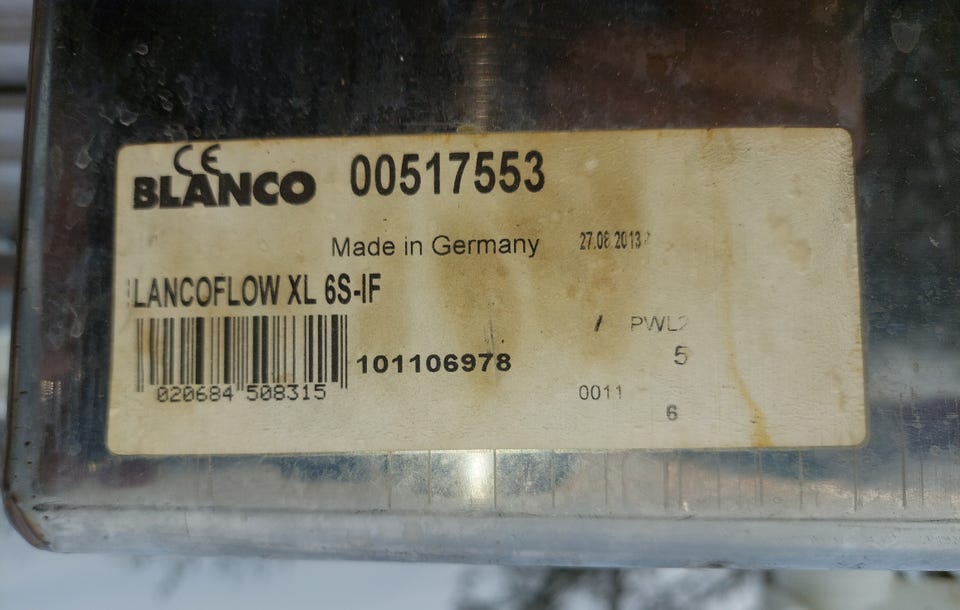 CE
BLANCO 00517553
Made in Germany 27.08.2013
LANCOFLOW XL 6S-IF
/ PWL2
101106978 5
020684 508315 0011
6